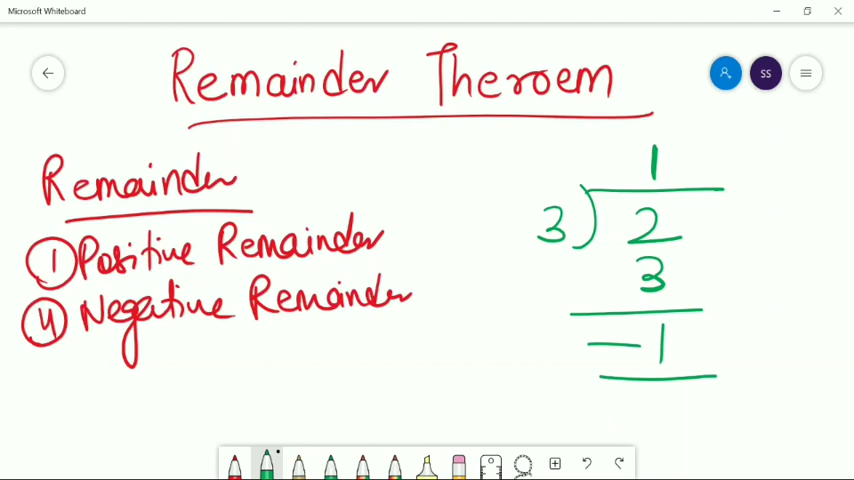 Microsoft Whiteboard
SS
Remainder Theroem
Remainder
1 Positive Remainder
4 Negative Remainder
1
3) 2
3
-1